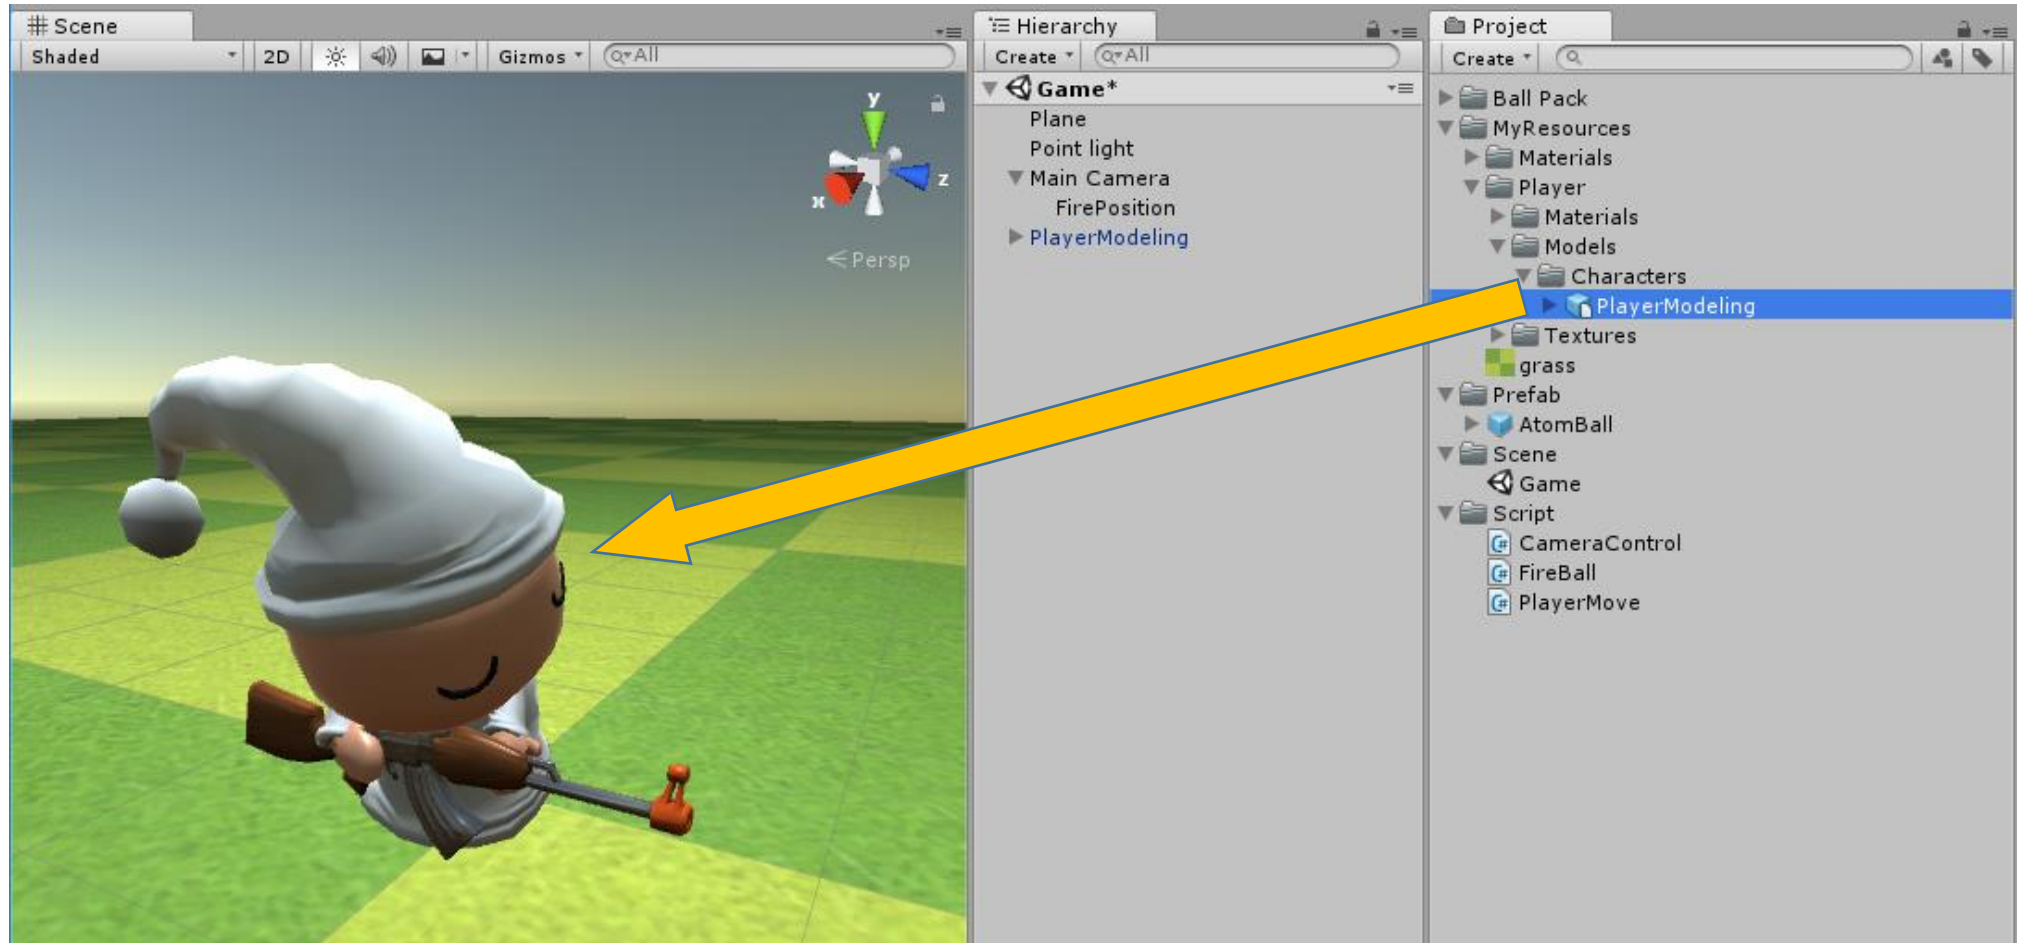 Scene
Shaded
2D
Gizmos
All
y
x
z
Persp
Hierarchy
Create
All
Game*
Plane
Point light
Main Camera
FirePosition
PlayerModeling
Project
Create
Ball Pack
MyResources
Materials
Player
Materials
Models
Characters
PlayerModeling
Textures
grass
Prefab
AtomBall
Scene
Game
Script
CameraControl
FireBall
PlayerMove